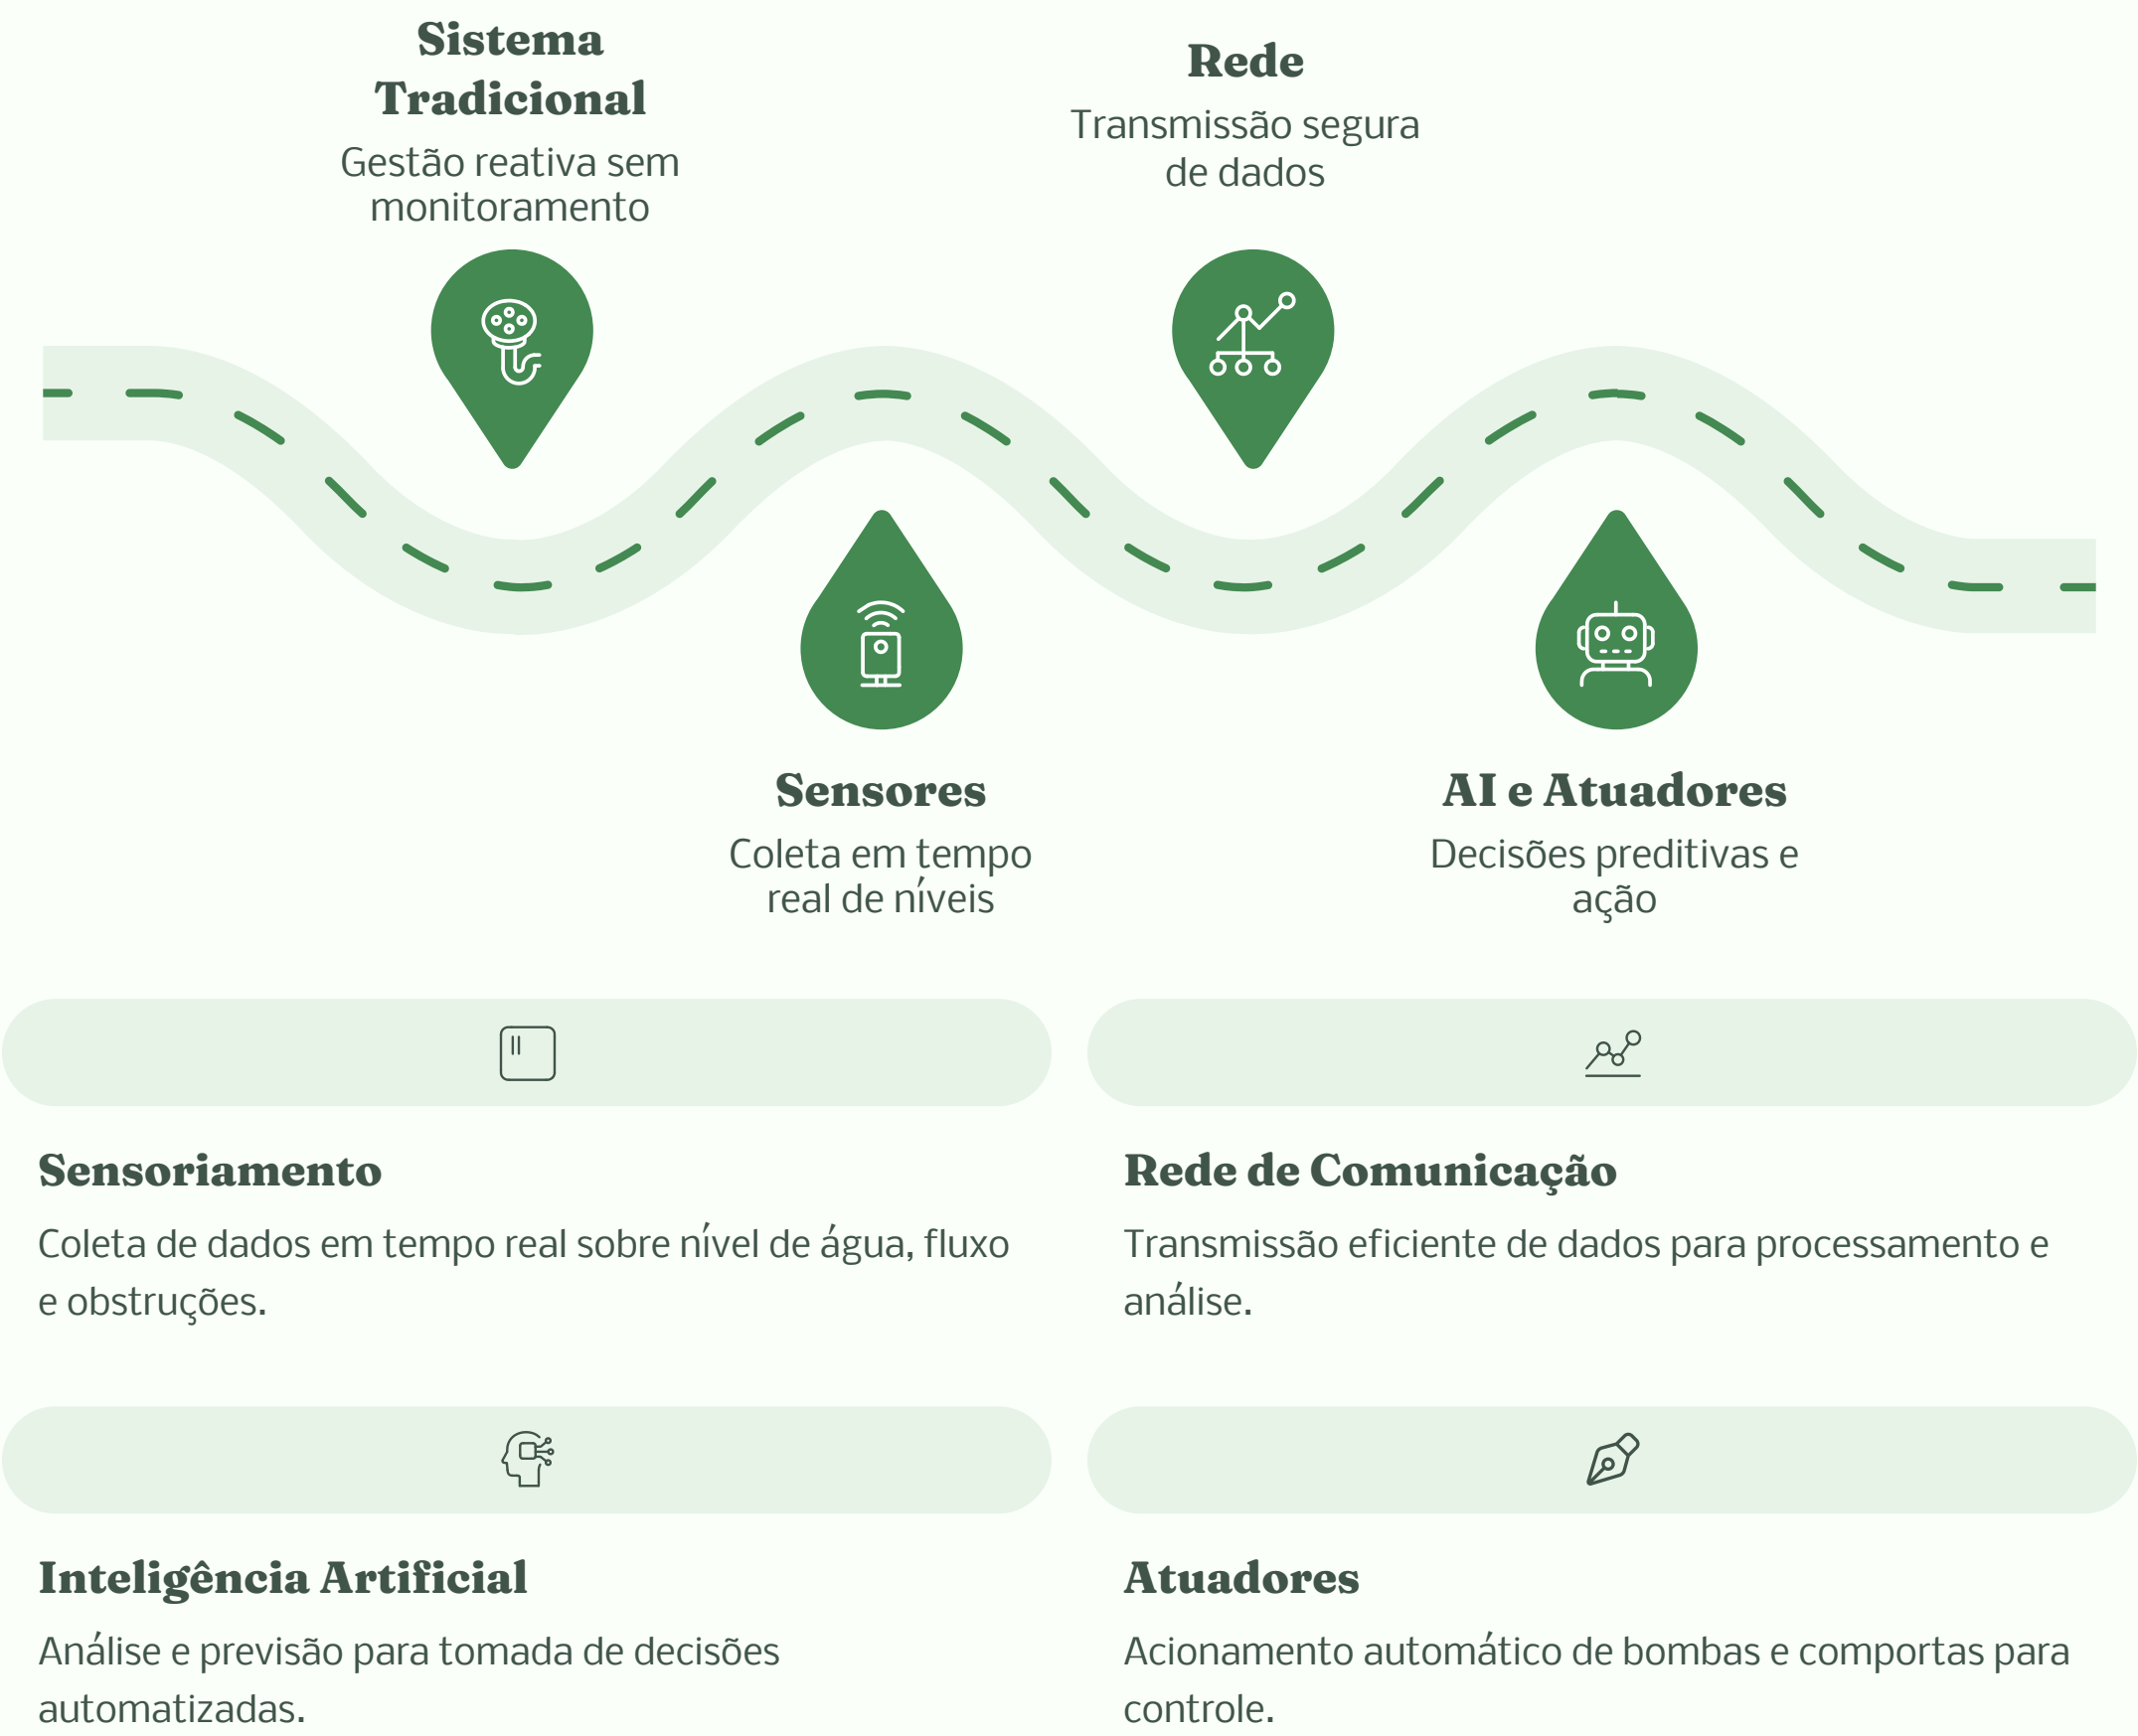 Sistema
Tradicional
Gestão reativa sem
monitoramento
Rede
Transmissão segura
de dados
Sensores
Coleta em tempo
real de níveis
AI e Atuadores
Decisões preditivas e
ação
Sensoriamento
Coleta de dados em tempo real sobre nível de água, fluxo
e obstruções.
Rede de Comunicação
Transmissão eficiente de dados para processamento e
análise.
Inteligência Artificial
Análise e previsão para tomada de decisões
automatizadas.
Atuadores
Acionamento automático de bombas e comportas para
controle.